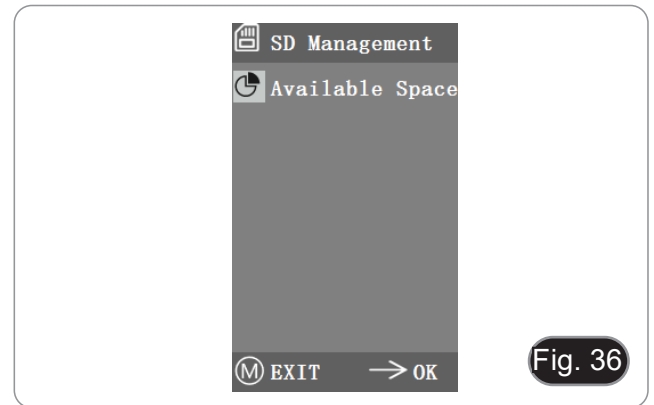 SD Management
Available Space
M EXIT → OK
Fig. 36